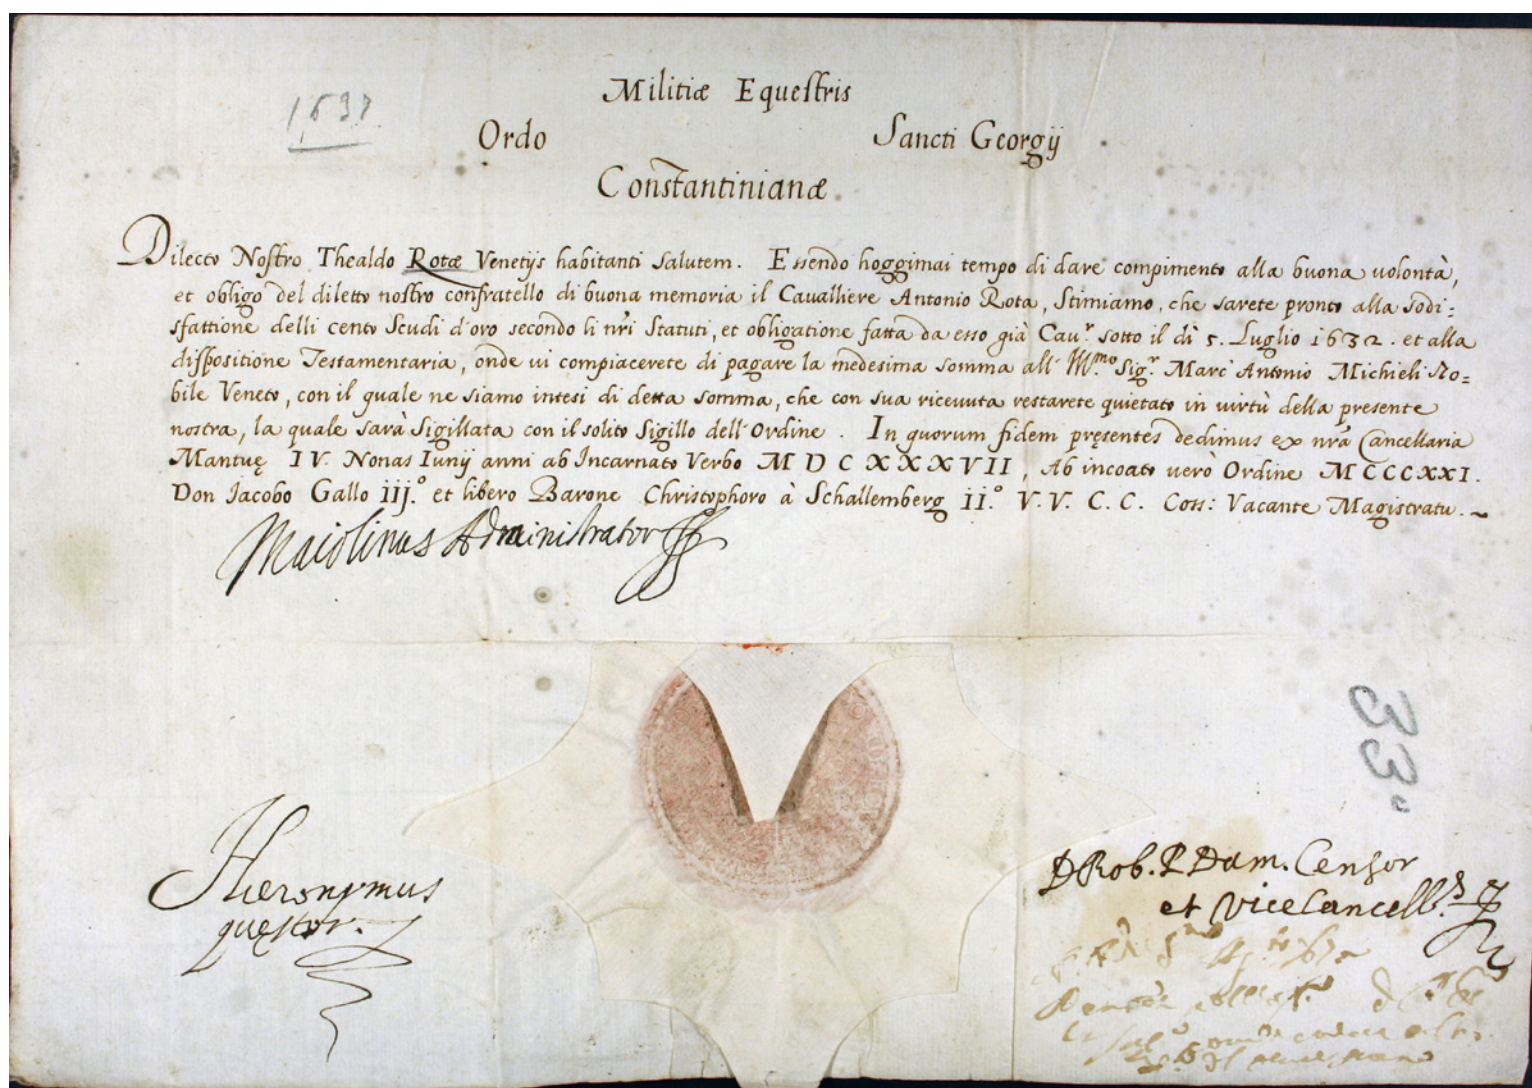 1637
Militiæ Equestris
Ordo Sancti Georgij
Constantinianæ
Dilecto Nostro Thealdo Rotæ Venetijs habitanti salutem. Essendo hoggimai tempo di dare compimento alla buona uolontà,
et obligo del diletto nostro confratello di buona memoria il Cauалliere Antonio Rota, Stimiamo, che sarete pronto alla sodi:
sfattione delli cento Scudi d'oro secondo li nrĩ Statuti, et obligatione fatta da esso già Cau.r sotto il dì 5. Luglio 1632. et alla
dispositione Testamentaria, onde ui compiacerete di pagare la medesima somma all' Ill.mo Sig.r Marc' Antonio Michieli No=
bile Veneto, con il quale ne siamo intesi di detta somma, che con sua riceuuta restarete quietato in uirtù della presente
nostra, la quale sarà Sigillata con il solito Sigillo dell'Ordine. In quorum fidem pręsentes dedimus ex nrã Cancellaria
Mantuę IV. Nonas Iunij anni ab Incarnato Verbo MDCXXXVII, Ab incoato uerò Ordine MCCCXXI.
Don Jacobo Gallo IIJ.º et libero Barone Christophoro à Schallemberg II.º V.V. C.C. Coss: Vacante Magistratu.
Maiolinus Administrator
33
Hieronymus
quęstor.
D Rob. P Dam. Censor
et Vicecancell.s